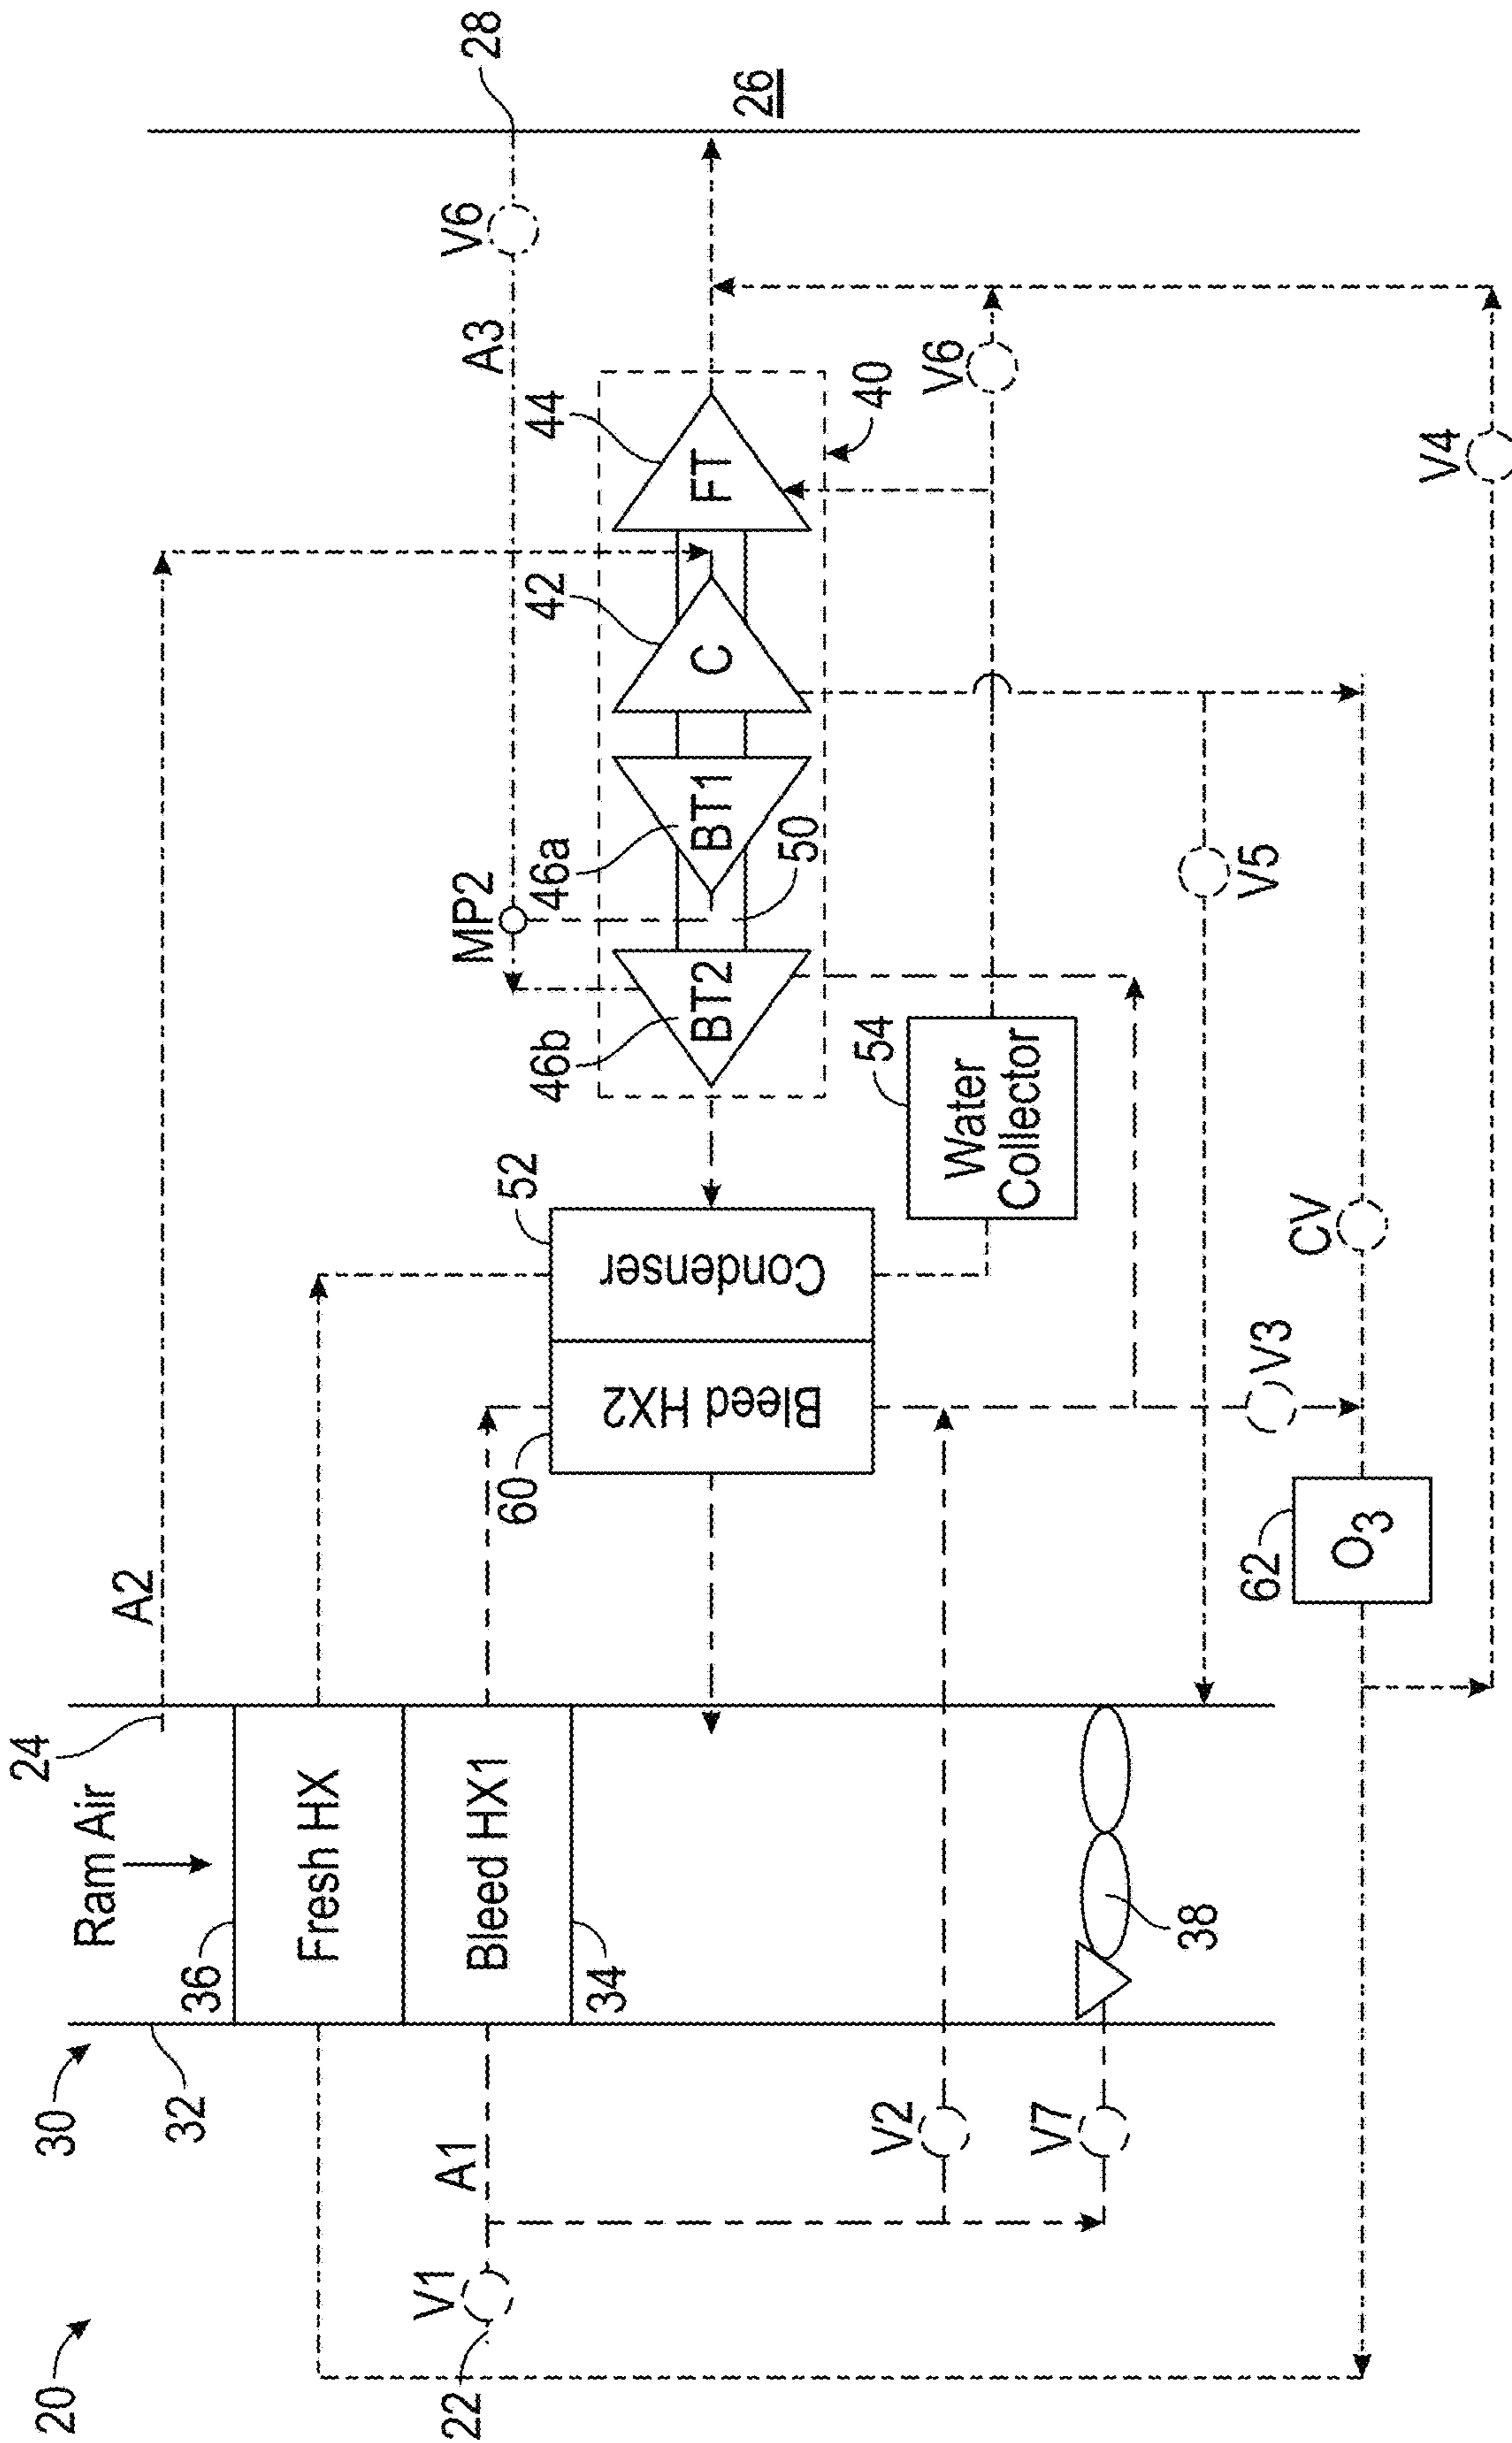 20
30
22
V1
A1
32
36
34
Ram Air
24
Fresh HX
Bleed HX1
V2
V7
38
A2
60
52
Bleed HX2
Condenser
62
O3
V3
CV
54
Water
Collector
46b
46a
MP2
BT2
BT1
50
V5
42
C
44
FT
40
A3
V6
V6
V4
28
26